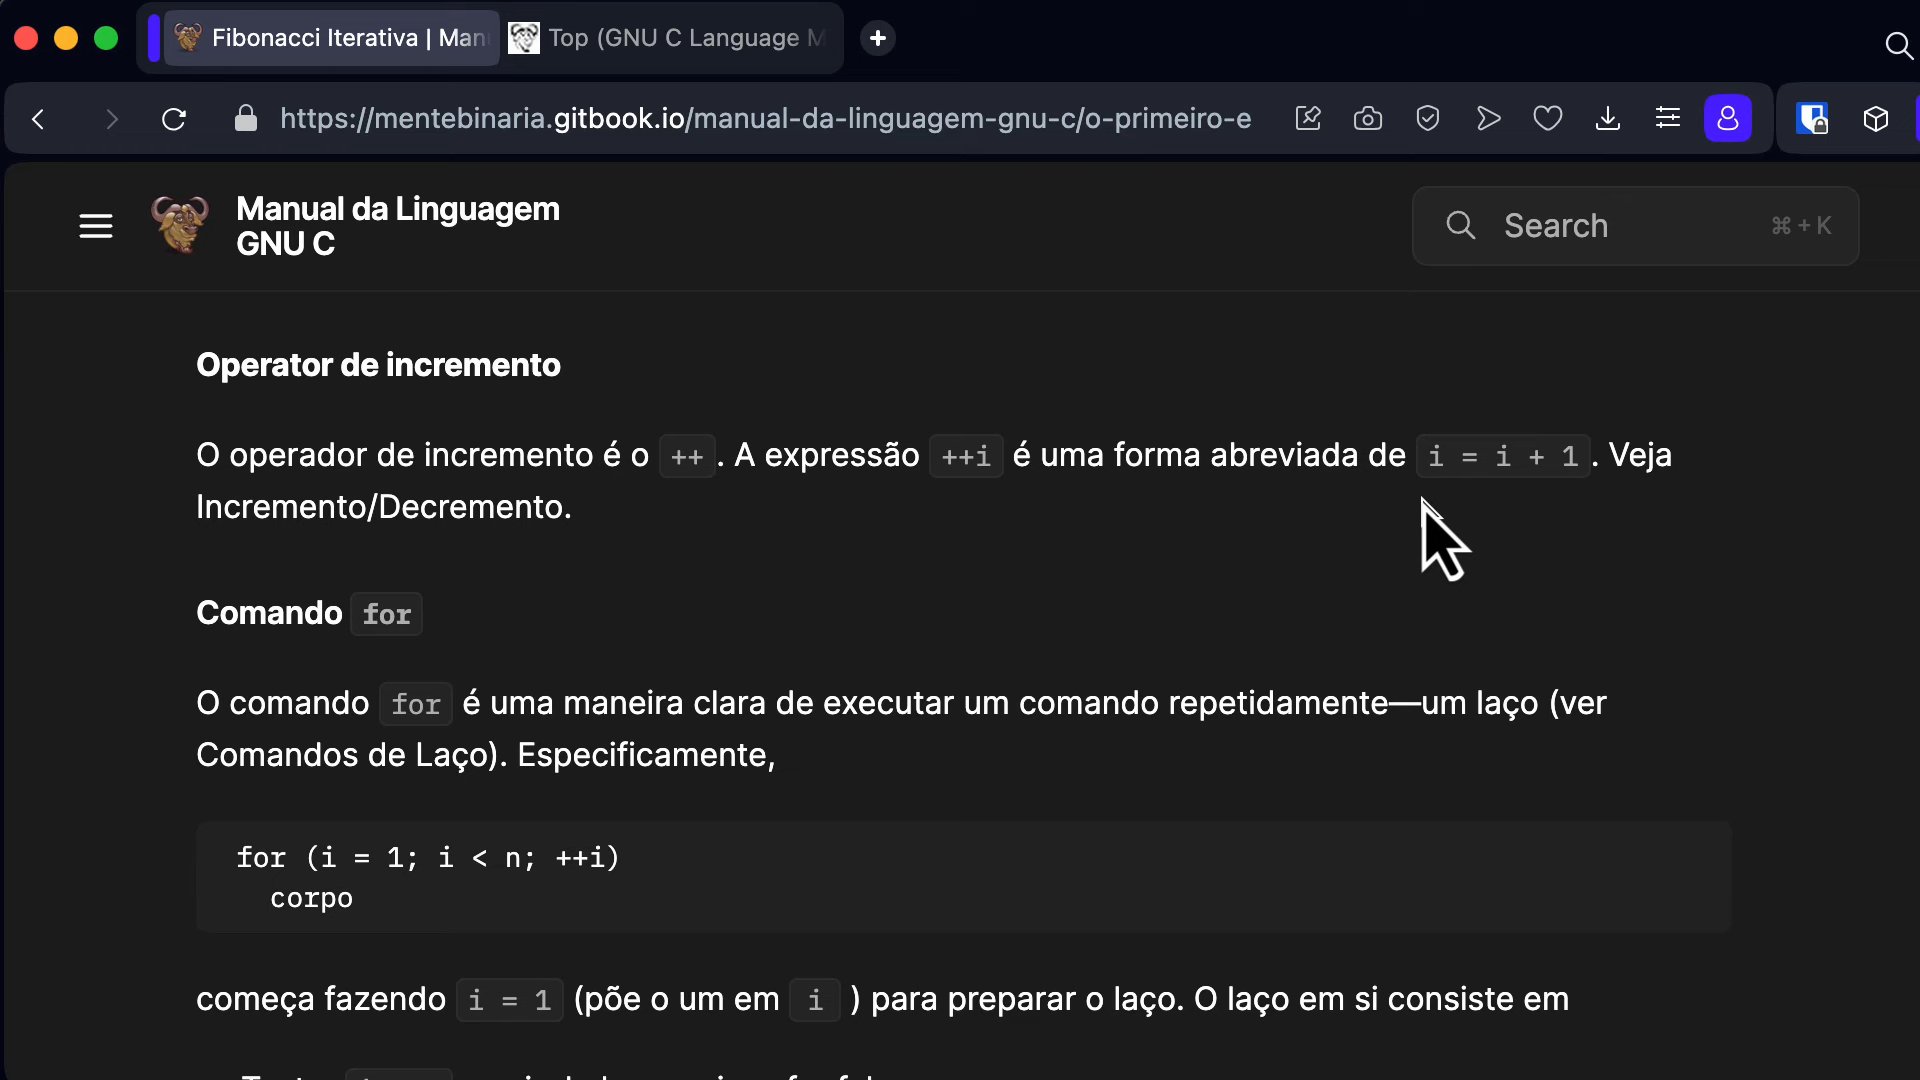 Fibonacci Iterativa | Man
Top (GNU C Language M
https://mentebinaria.gitbook.io/manual-da-linguagem-gnu-c/o-primeiro-e
Manual da Linguagem
GNU C
Search
⌘ + K
Operator de incremento
O operador de incremento é o ++ . A expressão ++i é uma forma abreviada de i = i + 1 . Veja
Incremento/Decremento.
Comando for
O comando for é uma maneira clara de executar um comando repetidamente—um laço (ver
Comandos de Laço). Especificamente,
for (i = 1; i < n; ++i)
corpo
começa fazendo i = 1 (põe o um em i ) para preparar o laço. O laço em si consiste em